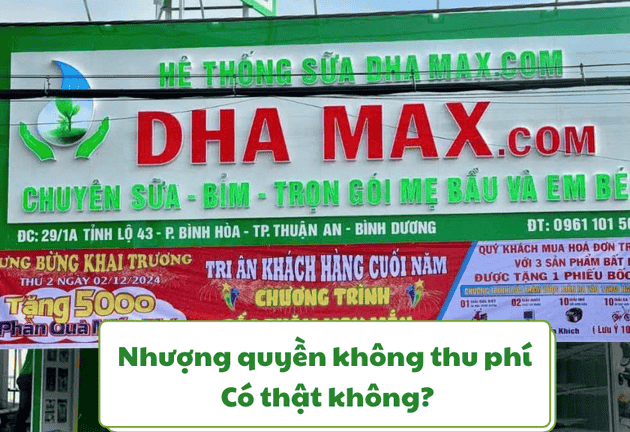 HỆ THỐNG SỮA DHA MAX.COM
DHA MAX.COM
CHUYÊN SỮA - BỈM - TRỌN GÓI MẸ BẦU VÀ EM BÉ
ĐC: 29/1A TỈNH LỘ 43 - P. BÌNH HÒA - TP. THUẬN AN - BÌNH DƯƠNG
ĐT: 0961 101 5
ƯNG BỪNG KHAI TRƯƠNG
THỨ 2 NGÀY 02/12/2024
Tặng 5000
Phần Quà
TRI ÂN KHÁCH HÀNG CUỐI NĂM
CHƯƠNG TRÌNH
QUÝ KHÁCH MUA HOÁ ĐƠN TR
VỚI 3 SẢN PHẨM BẤT
ĐƯỢC TẶNG 1 PHIẾU BỐC
Nhượng quyền không thu phí
Có thật không?